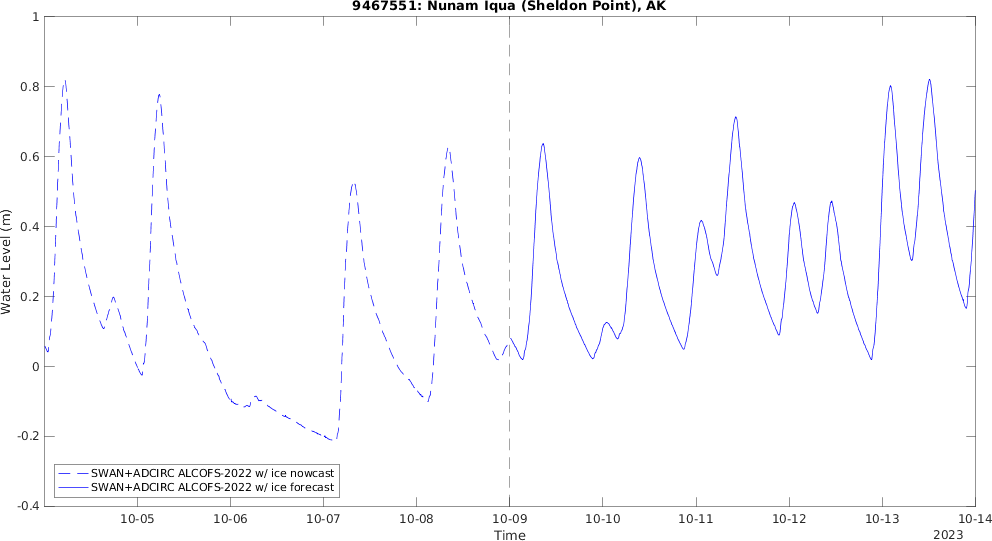 9467551: Nunam Iqua (Sheldon Point), AK
1
0.8
0.6
0.4
0.2
0
-0.2
-0.4
Water Level (m)
SWAN+ADCIRC ALCOFS-2022 w/ ice nowcast
SWAN+ADCIRC ALCOFS-2022 w/ ice forecast
10-05 10-06 10-07 10-08 10-09 10-10 10-11 10-12 10-13 10-14
Time
2023